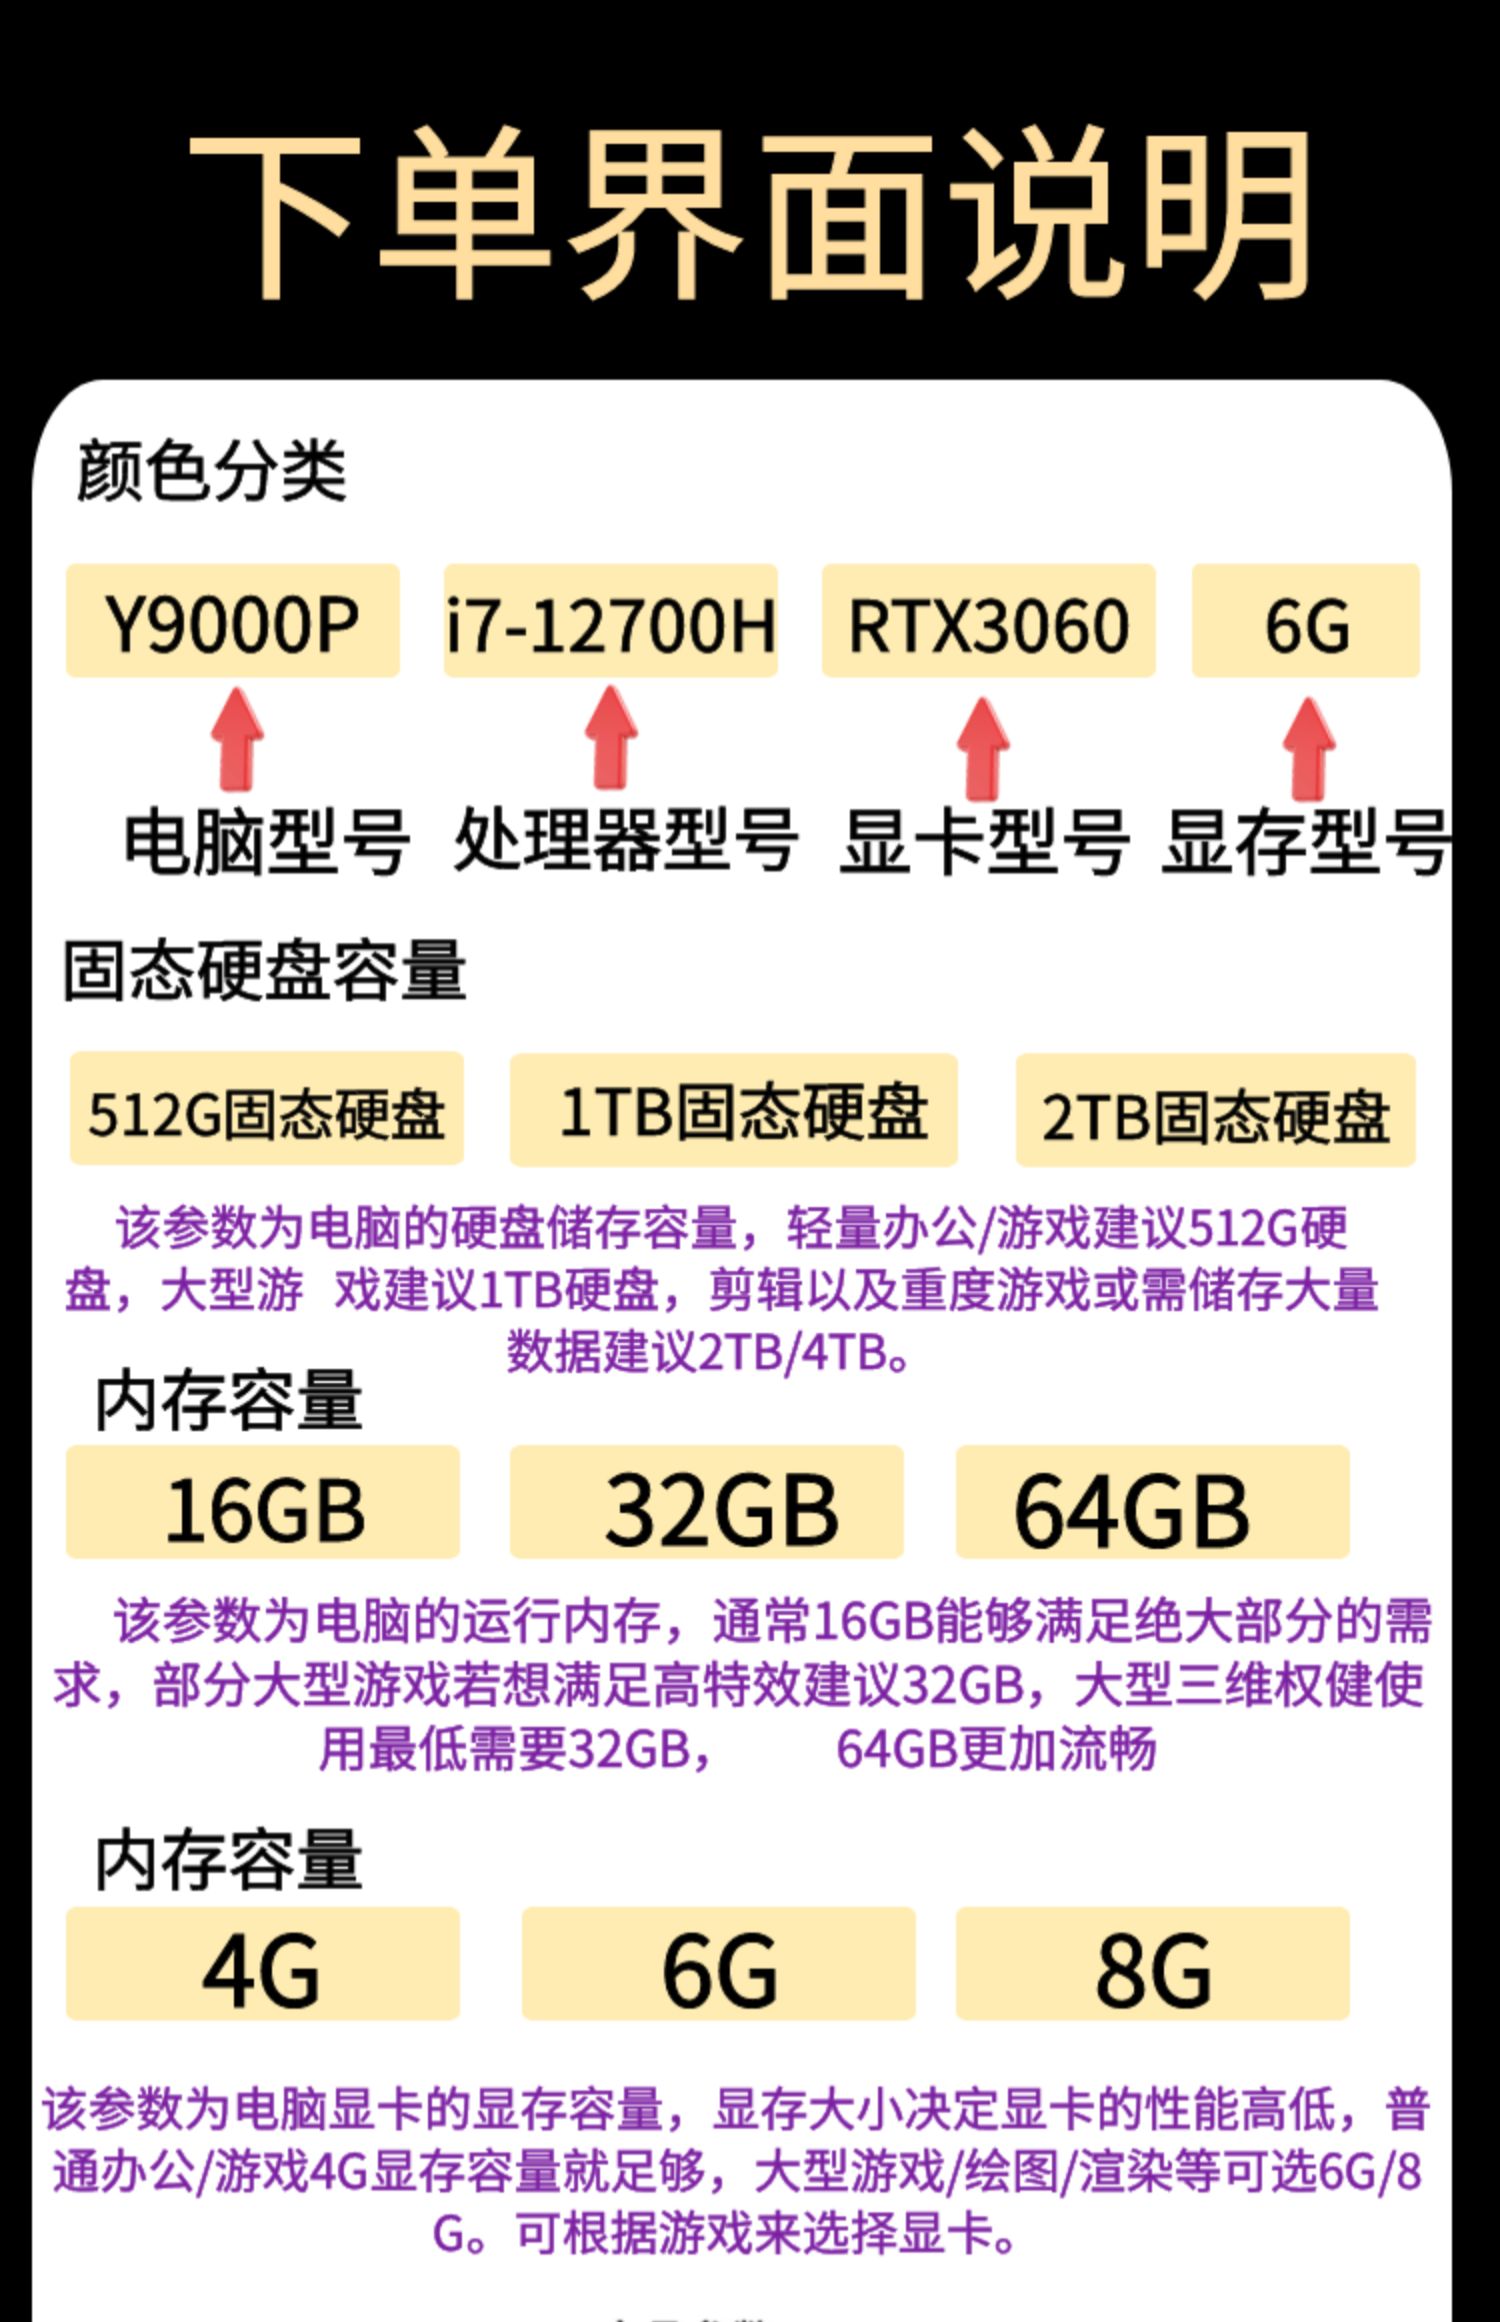 下单界面说明
颜色分类
Y9000P i7-12700H RTX3060 6G
电脑型号 处理器型号 显卡型号 显存型号
固态硬盘容量
512G固态硬盘 1TB固态硬盘 2TB固态硬盘
该参数为电脑的硬盘储存容量，轻量办公/游戏建议512G硬
盘，大型游 戏建议1TB硬盘，剪辑以及重度游戏或需储存大量
数据建议2TB/4TB。
内存容量
16GB 32GB 64GB
该参数为电脑的运行内存，通常16GB能够满足绝大部分的需
求，部分大型游戏若想满足高特效建议32GB，大型三维权健使
用最低需要32GB， 64GB更加流畅
内存容量
4G 6G 8G
该参数为电脑显卡的显存容量，显存大小决定显卡的性能高低，普
通办公/游戏4G显存容量就足够，大型游戏/绘图/渲染等可选6G/8
G。可根据游戏来选择显卡。